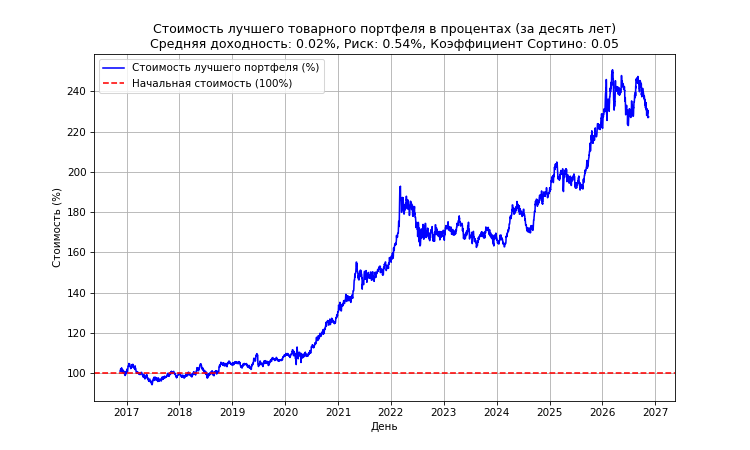 Стоимость лучшего товарного портфеля в процентах (за десять лет)
Средняя доходность: 0.02%, Риск: 0.54%, Коэффициент Сортино: 0.05
Стоимость лучшего портфеля (%)
Начальная стоимость (100%)
Стоимость (%)
240
220
200
180
160
140
120
100
2017 2018 2019 2020 2021 2022 2023 2024 2025 2026 2027
День